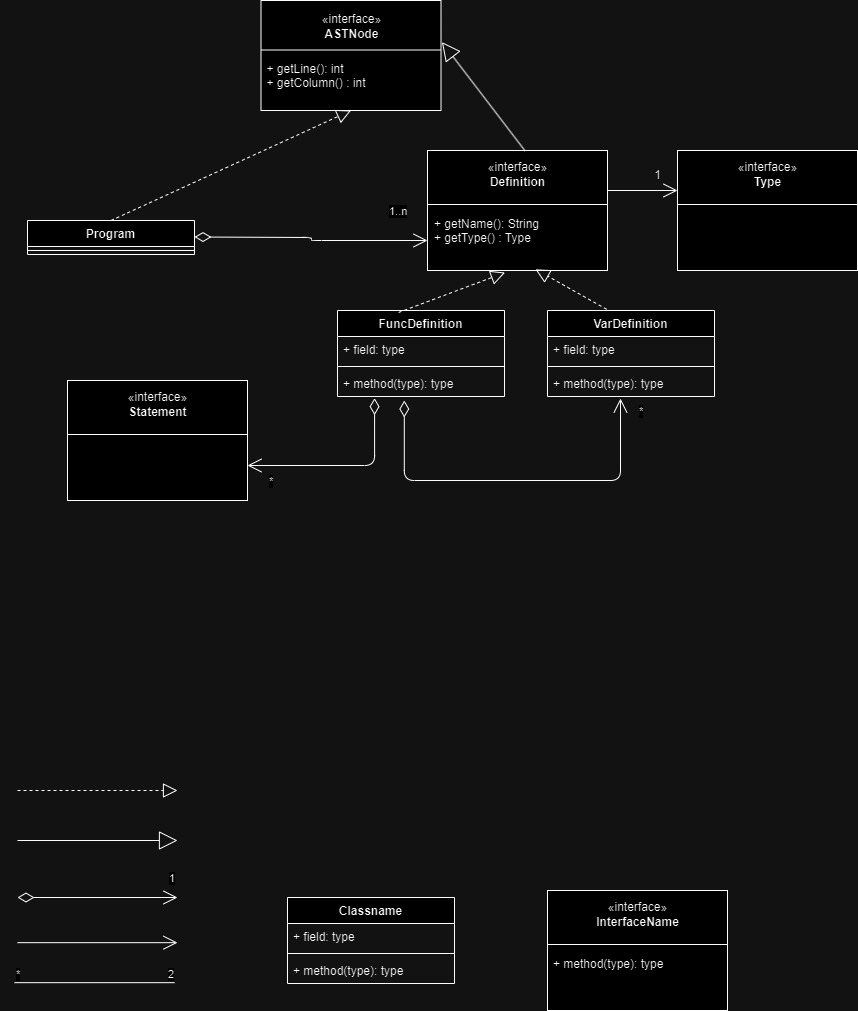 «interface»
ASTNode
+ getLine(): int
+ getColumn() : int
«interface»
Definition
+ getName(): String
+ getType() : Type
1
«interface»
Type
1..n
Program
FuncDefinition
+ field: type
+ method(type): type
VarDefinition
+ field: type
+ method(type): type
*
«interface»
Statement
*
1
*
2
Classname
+ field: type
+ method(type): type
«interface»
InterfaceName
+ method(type): type